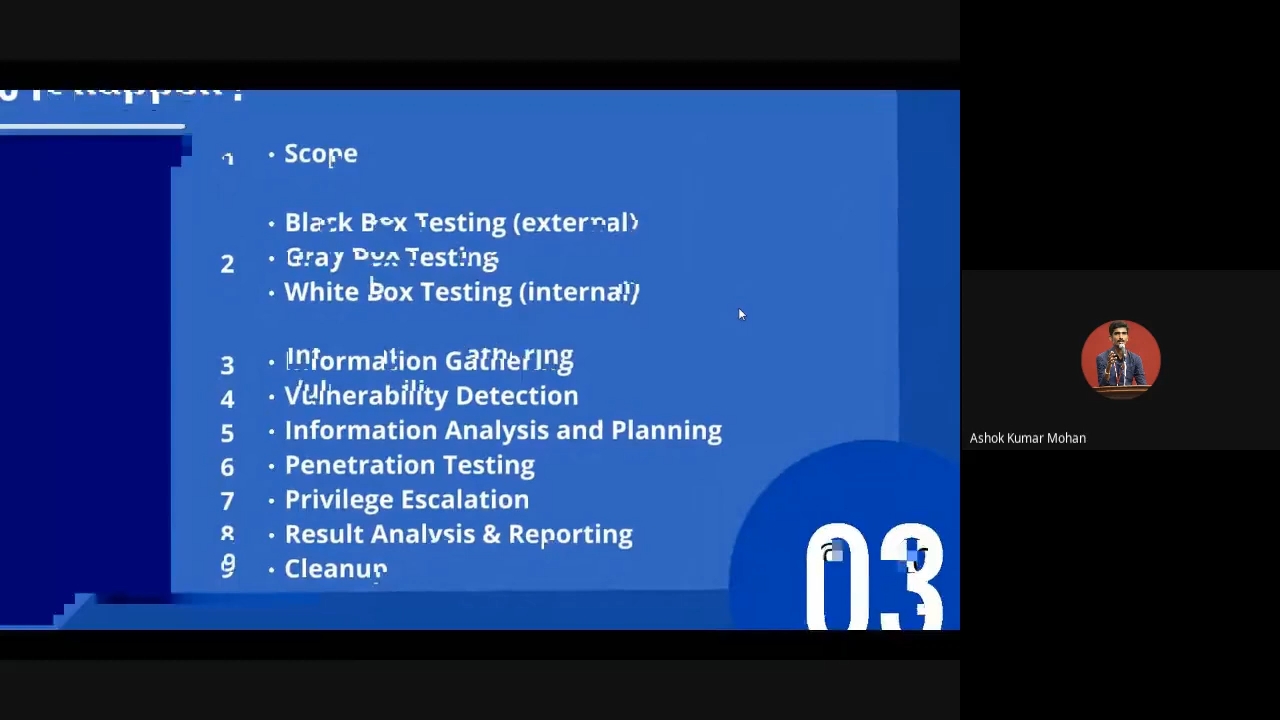 happen?
1 • Scope
• Black Box Testing (external)
2 • Gray Box Testing
• White Box Testing (internal)
3 • Information Gathering
4 • Vulnerability Detection
5 • Information Analysis and Planning
6 • Penetration Testing
7 • Privilege Escalation
8 • Result Analysis & Reporting
9 • Cleanup
03
Ashok Kumar Mohan